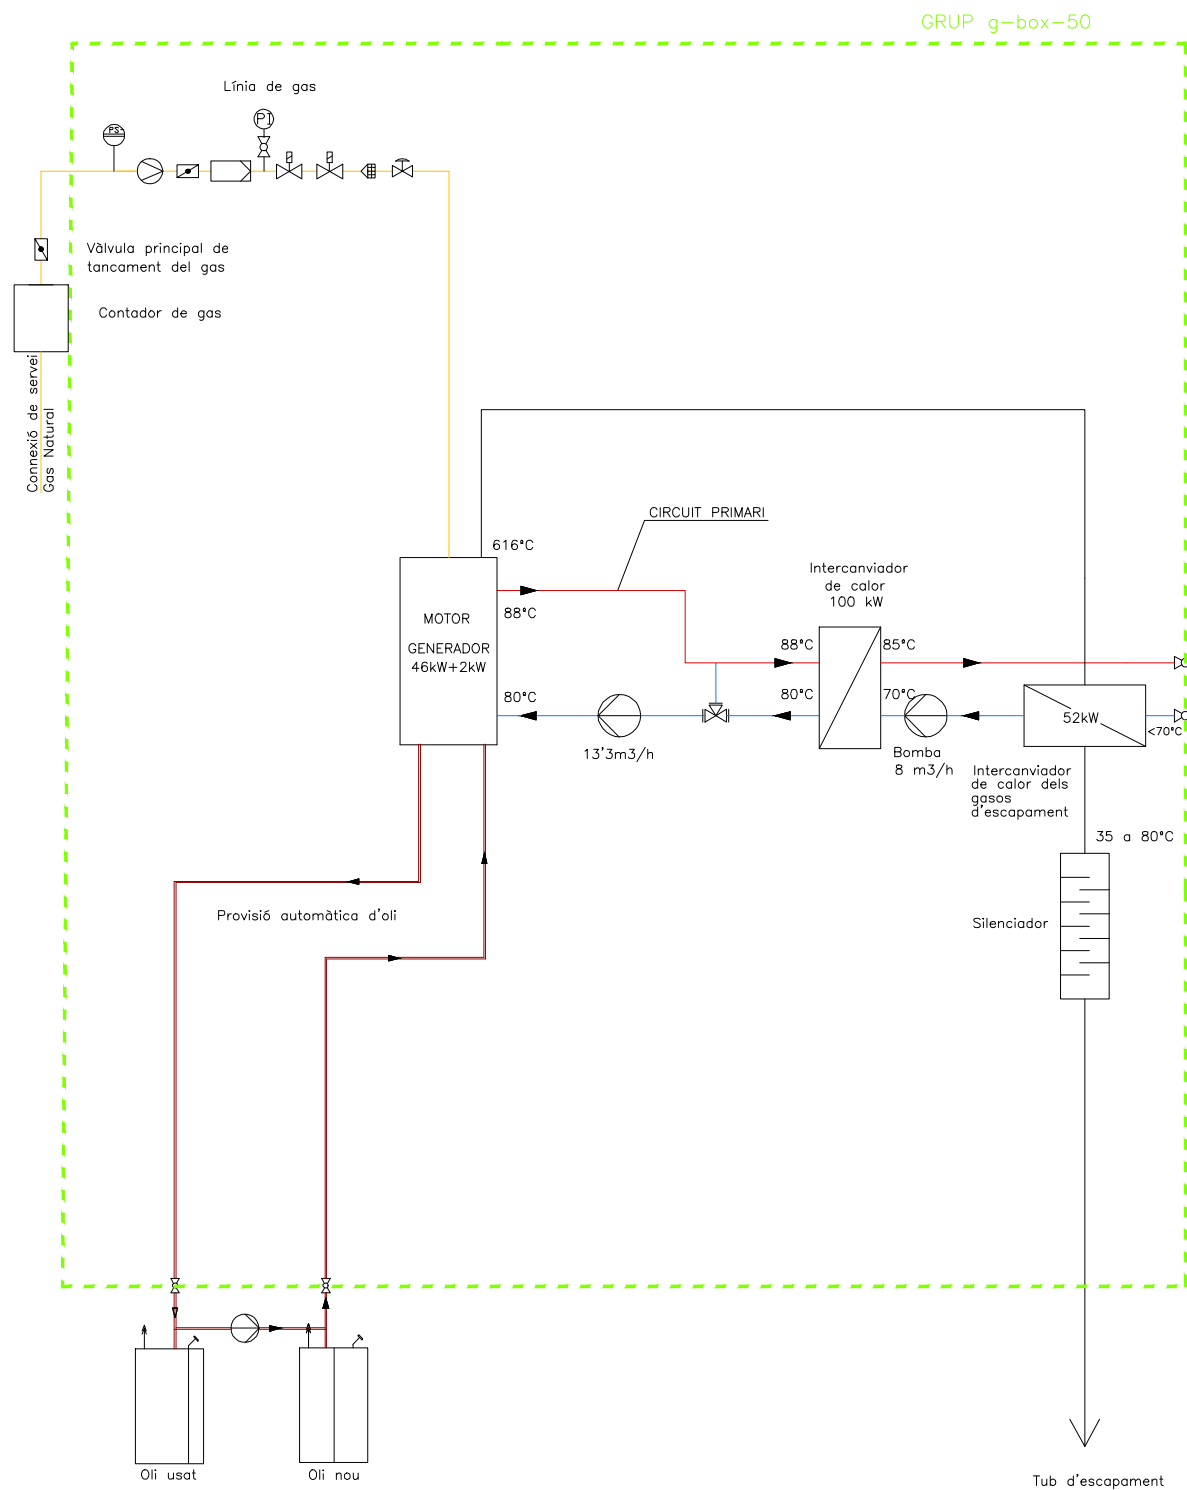 GRUP g-box-50
Línia de gas
PS-
PI
Vàlvula principal de
tancament del gas
Contador de gas
Connexió de servei
Gas Natural
CIRCUIT PRIMARI
616°C
MOTOR
GENERADOR
46kW+2kW
88°C
80°C
Intercanviador
de calor
100 kW
88°C
85°C
80°C
70°C
13'3m3/h
Bomba
8 m3/h
52kW
<70°C
Intercanviador
de calor dels
gasos
d'escapament
35 a 80°C
Silenciador
Provisió automàtica d'oli
Oli usat
Oli nou
Tub d'escapament